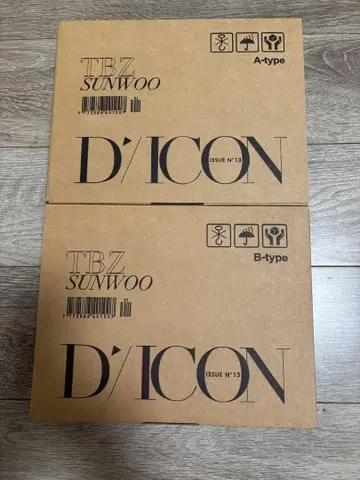 A-type
TBZ
SUNWOO
D'/ICON
ISSUE N°13
B-type
TBZ
SUNWOO
D'/ICON
ISSUE N°13